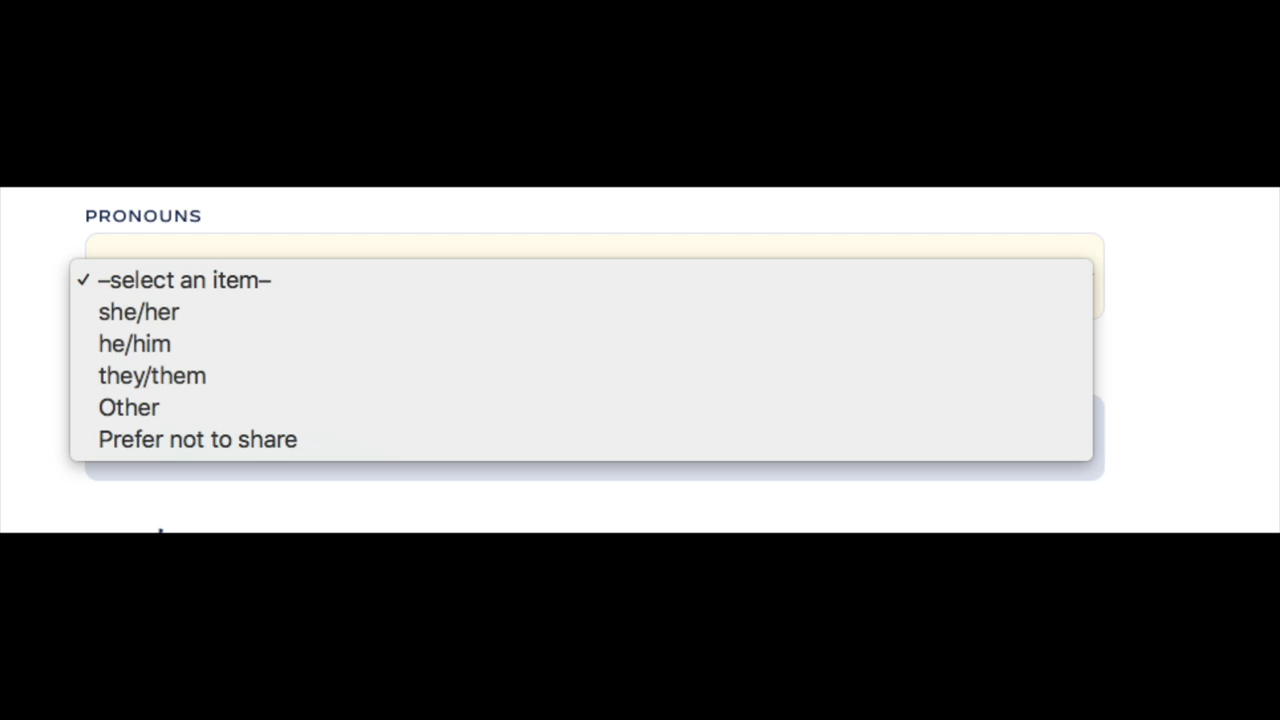 PRONOUNS
✓ –select an item–
she/her
he/him
they/them
Other
Prefer not to share